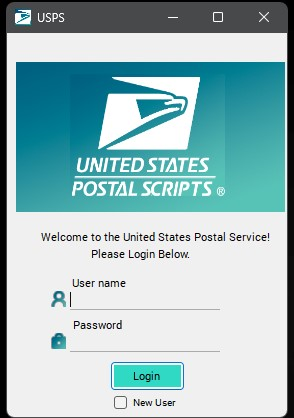 USPS
UNITED STATES
POSTAL SCRIPTS ®
Welcome to the United States Postal Service!
Please Login Below.
User name
Password
Login
New User